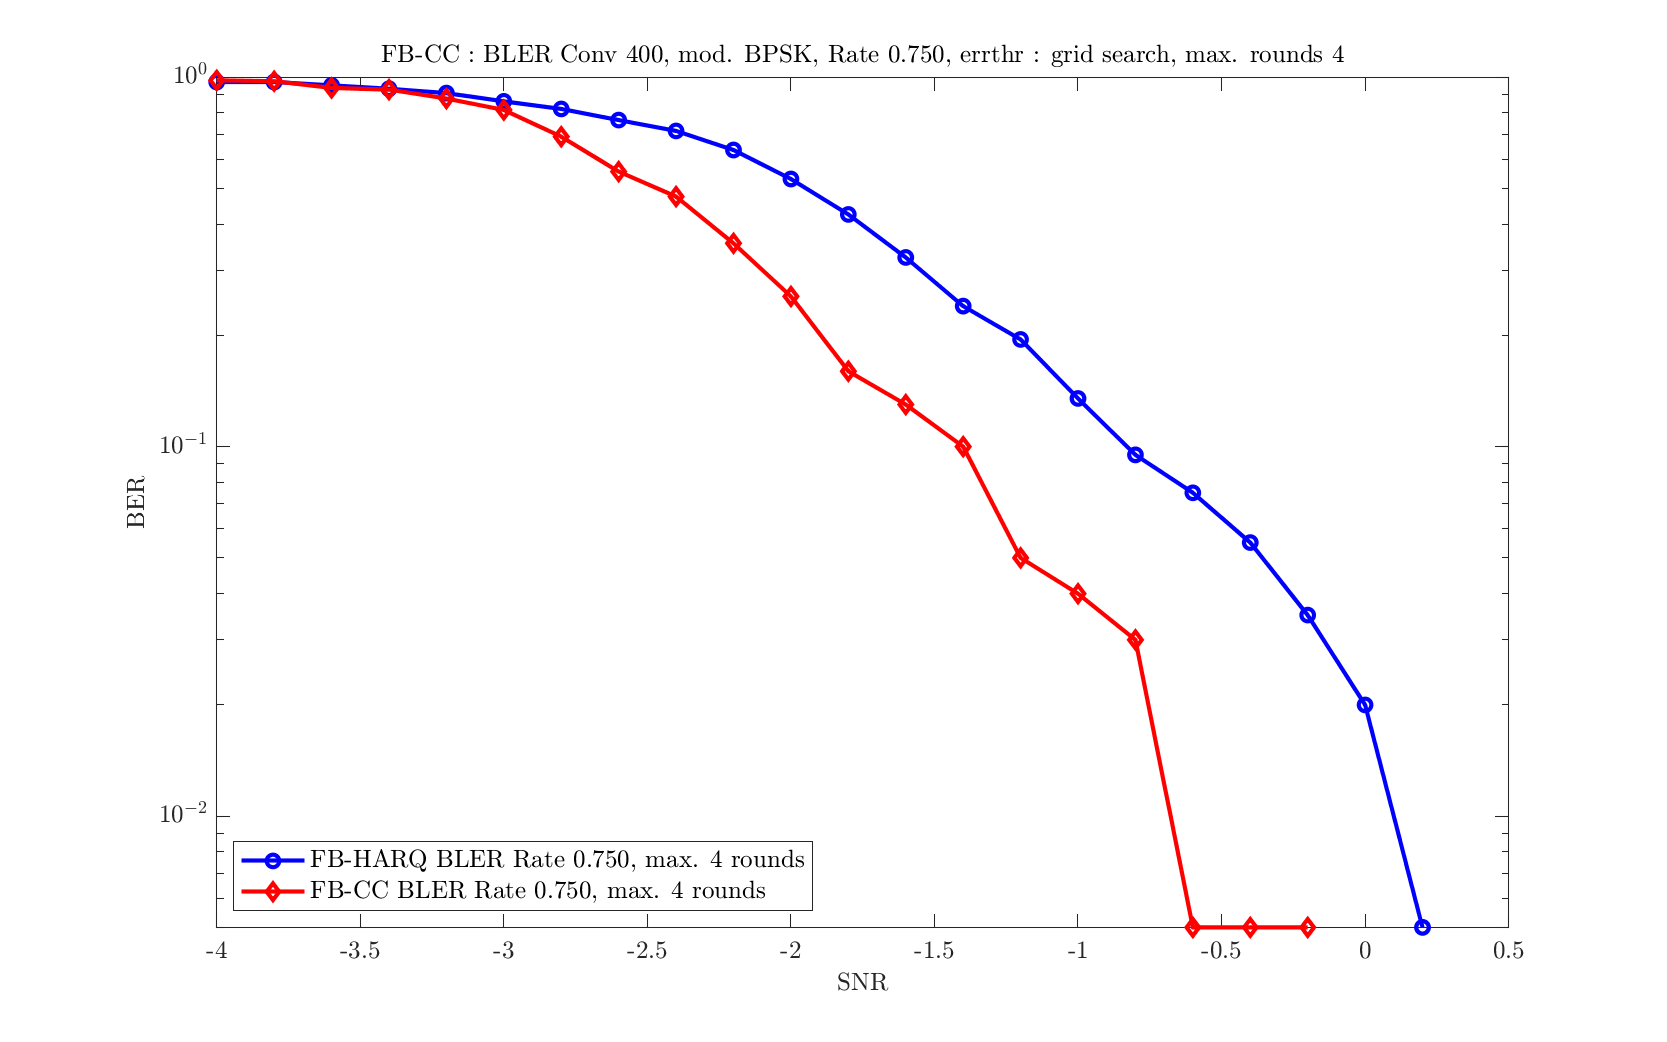 FB-CC : BLER Conv 400, mod. BPSK, Rate 0.750, errthr : grid search, max. rounds 4
10^0
10^-1
10^-2
BER
FB-HARQ BLER Rate 0.750, max. 4 rounds
FB-CC BLER Rate 0.750, max. 4 rounds
-4 -3.5 -3 -2.5 -2 -1.5 -1 -0.5 0 0.5
SNR